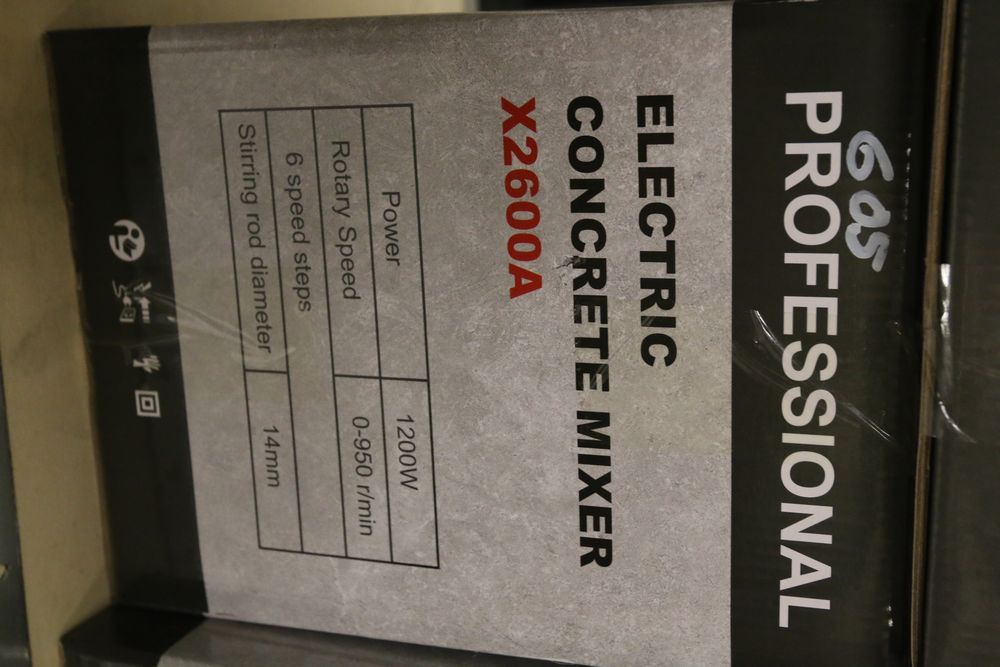 605
PROFESSIONAL
ELECTRIC
CONCRETE MIXER
X2600A
Power 1200W
Rotary Speed 0-950 r/min
6 speed steps
Stirring rod diameter 14mm